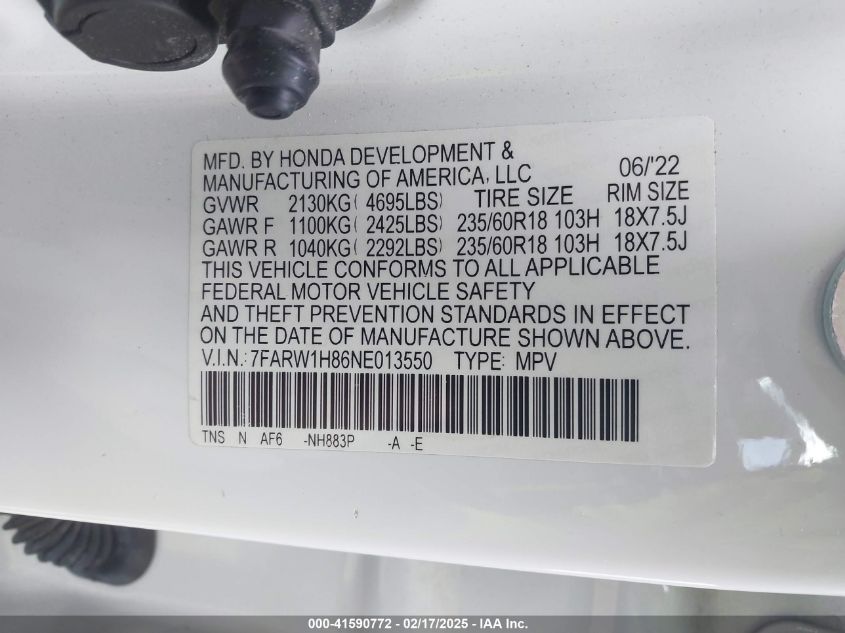 MFD. BY HONDA DEVELOPMENT &
MANUFACTURING OF AMERICA, LLC 06/'22
GVWR 2130KG( 4695LBS) TIRE SIZE RIM SIZE
GAWR F 1100KG( 2425LBS) 235/60R18 103H 18X7.5J
GAWR R 1040KG( 2292LBS) 235/60R18 103H 18X7.5J
THIS VEHICLE CONFORMS TO ALL APPLICABLE
FEDERAL MOTOR VEHICLE SAFETY
AND THEFT PREVENTION STANDARDS IN EFFECT
ON THE DATE OF MANUFACTURE SHOWN ABOVE.
V.I.N.: 7FARW1H86NE013550 TYPE: MPV
TNS N AF6 -NH883P -A -E
000-41590772 - 02/17/2025 - IAA Inc.